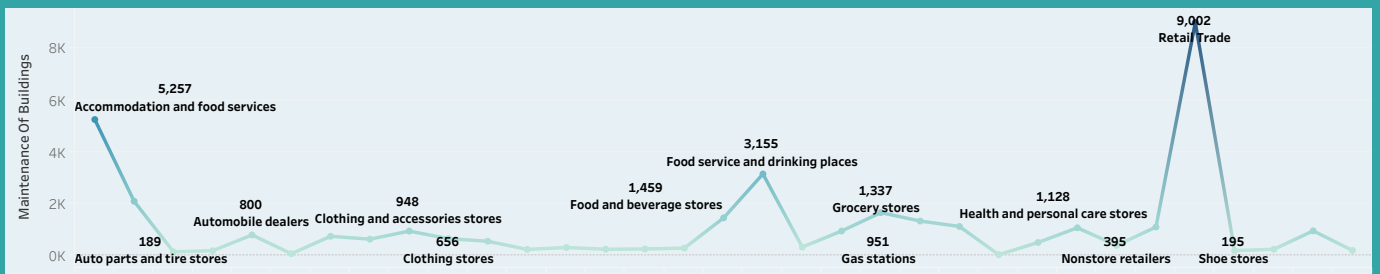 9,002
Retail Trade
8K
5,257
6K
Accommodation and food services
3,155
4K
Food service and drinking places
1,459
1,337
1,128
2K
800
948
Food and beverage stores
Grocery stores
Health and personal care stores
Automobile dealers
Clothing and accessories stores
189
656
951
395
195
0K
Auto parts and tire stores
Clothing stores
Gas stations
Nonstore retailers
Shoe stores
Maintenance Of Buildings